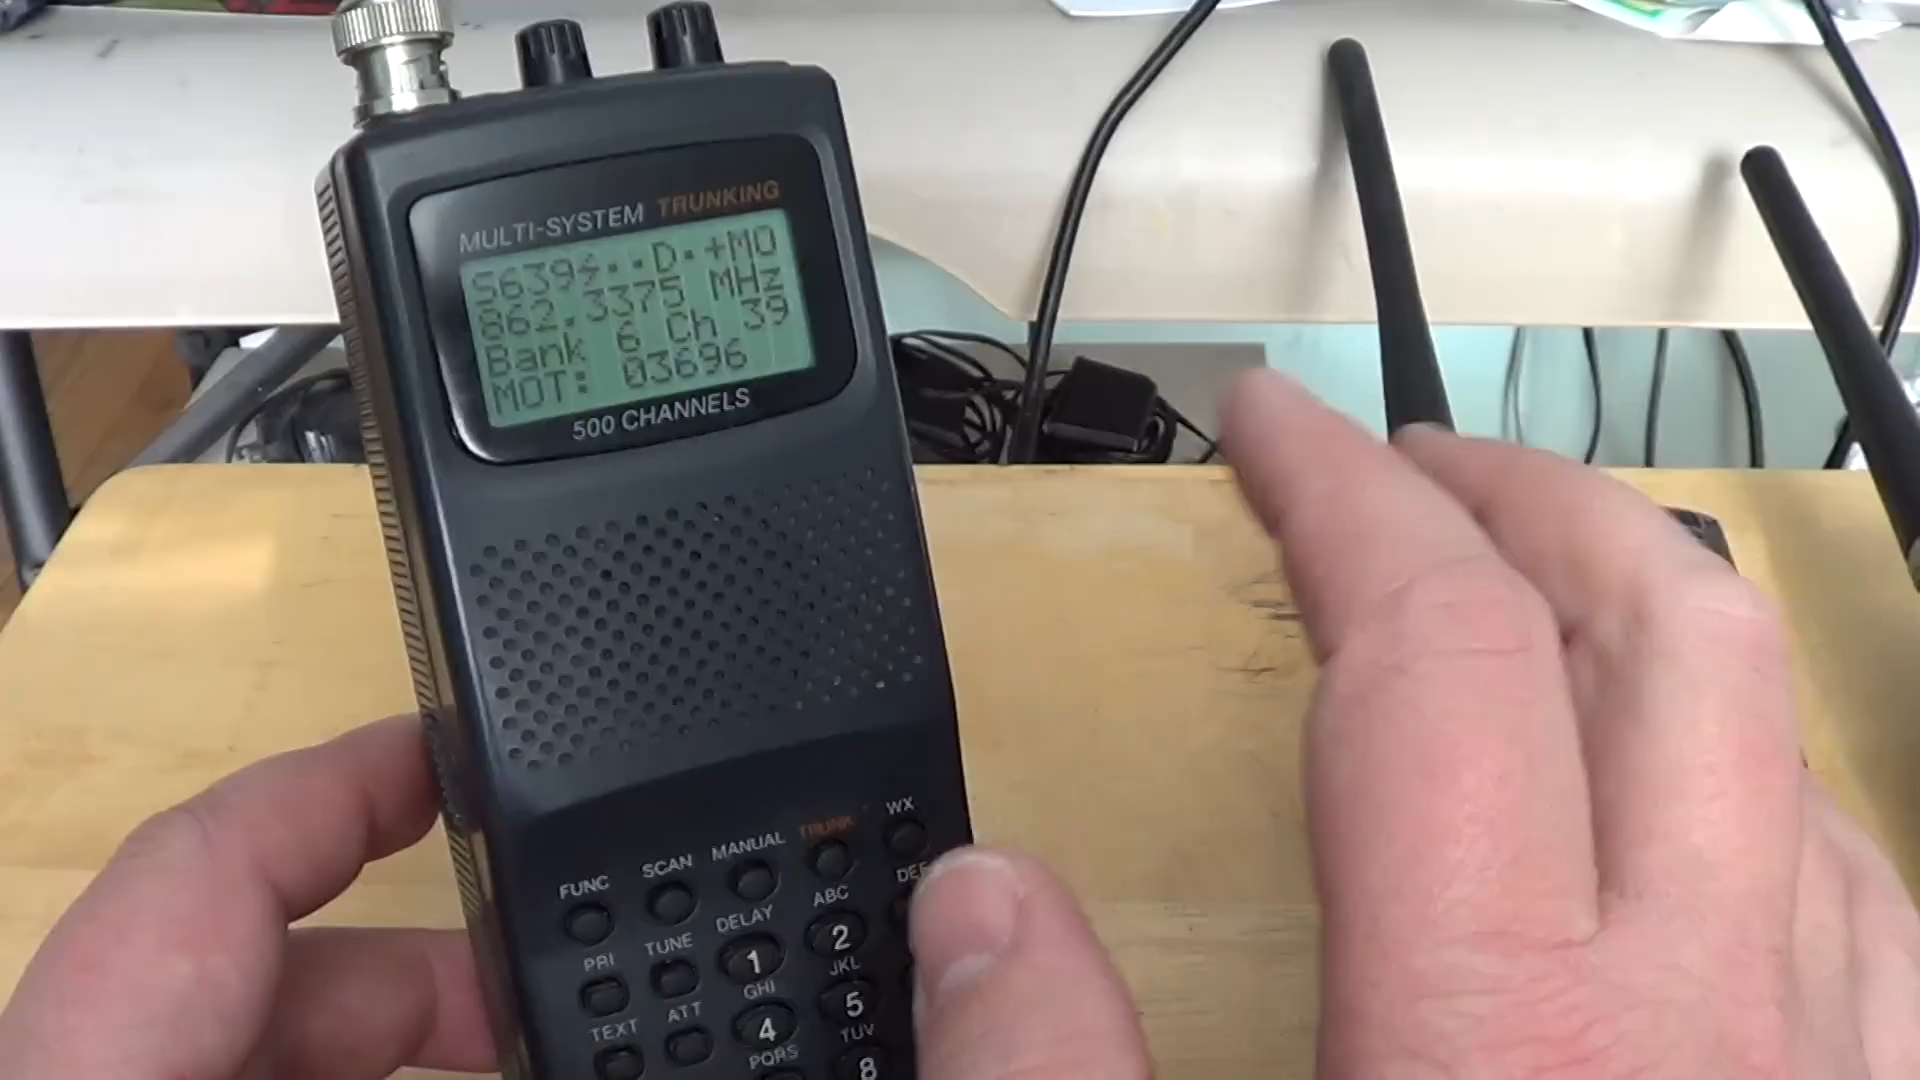 MULTI-SYSTEM TRUNKING
S639⚡··D·+MO
862.3375 MHz
Bank 6 Ch 39
MOT: 03696
500 CHANNELS
FUNC SCAN MANUAL TRUNK WX
PRI TUNE DELAY 1 ABC 2
TEXT ATT GHI 4 JKL 5
PQRS TUV 8